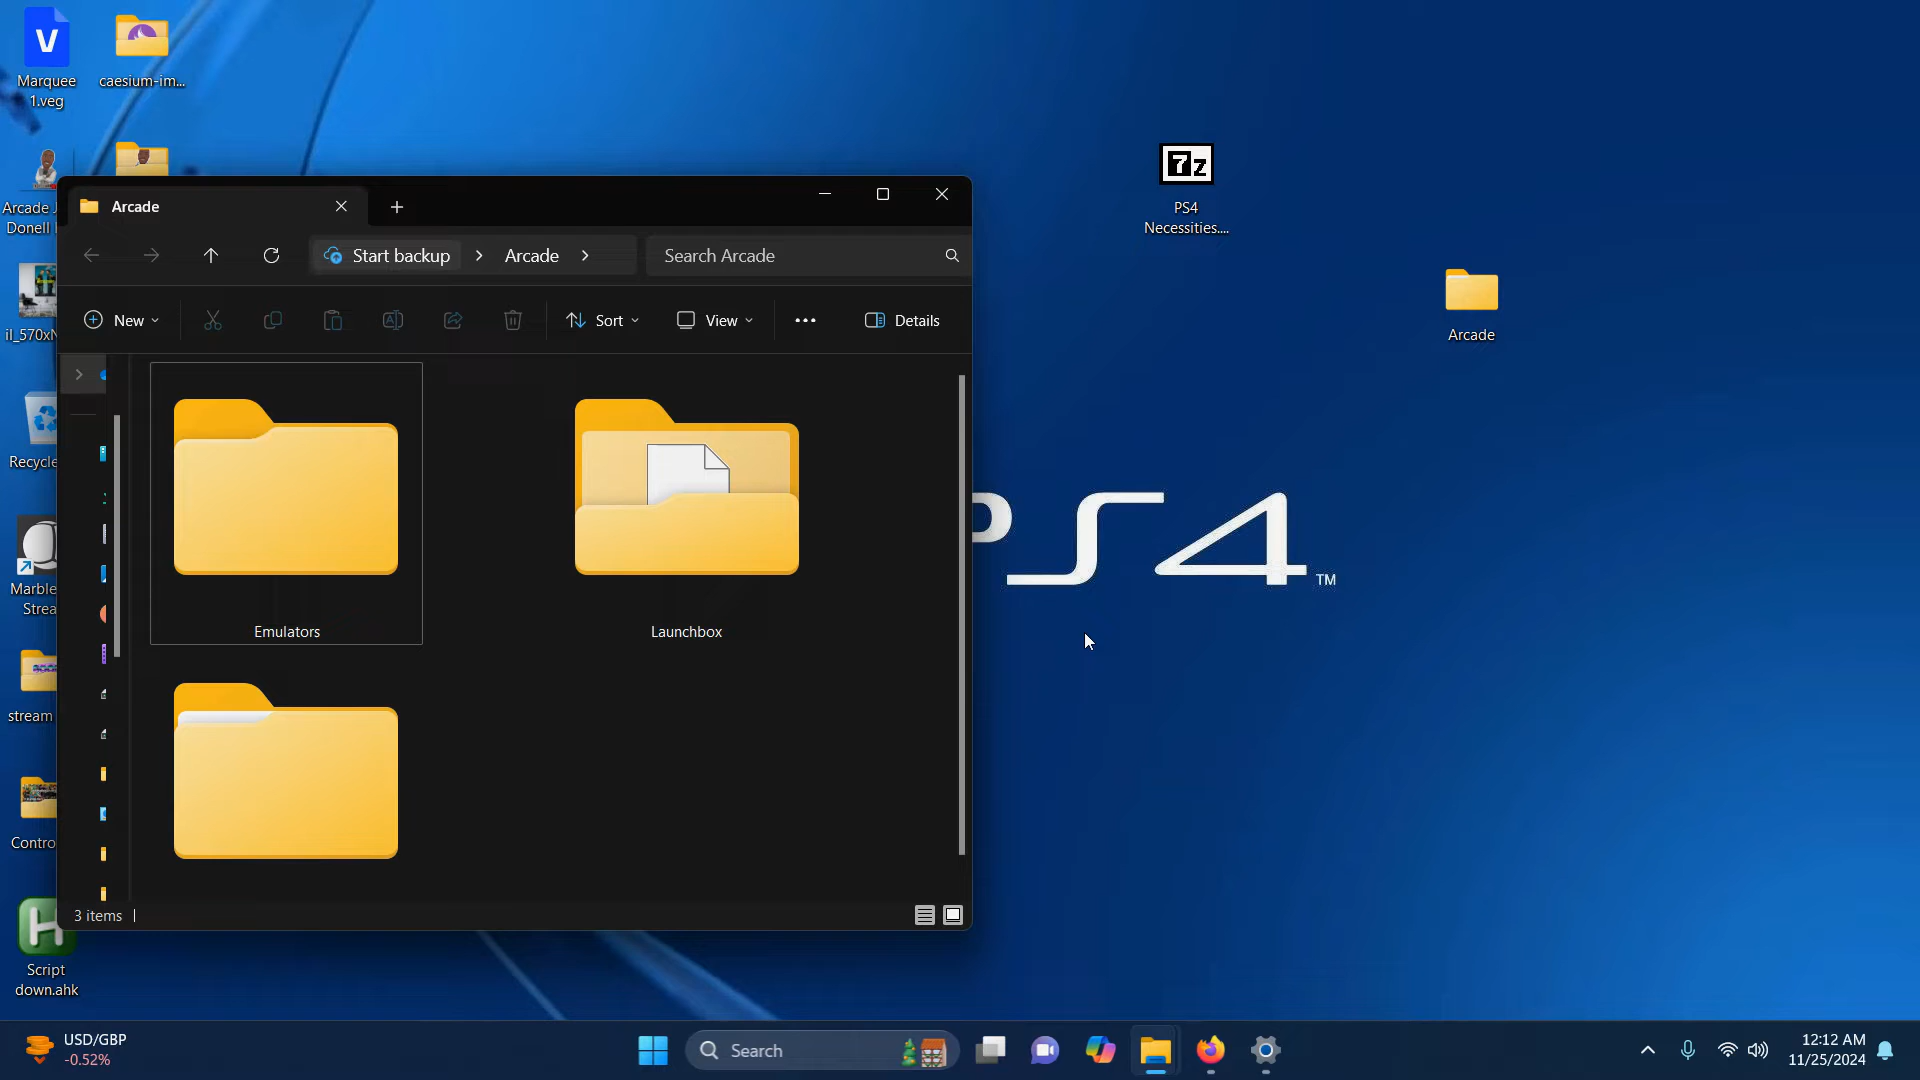 V
Marquee
1.veg
caesium-im...
Arcade
Donell
il_570xN
Recycle
Marble
Strea
stream
Contro
H
Script
down.ahk
Arcade
Start backup
Arcade
Search Arcade
New
Sort
View
Details
Emulators
Launchbox
3 items
7z
PS4
Necessities....
Arcade
PS4
TM
USD/GBP
-0.52%
Search
12:12 AM
11/25/2024